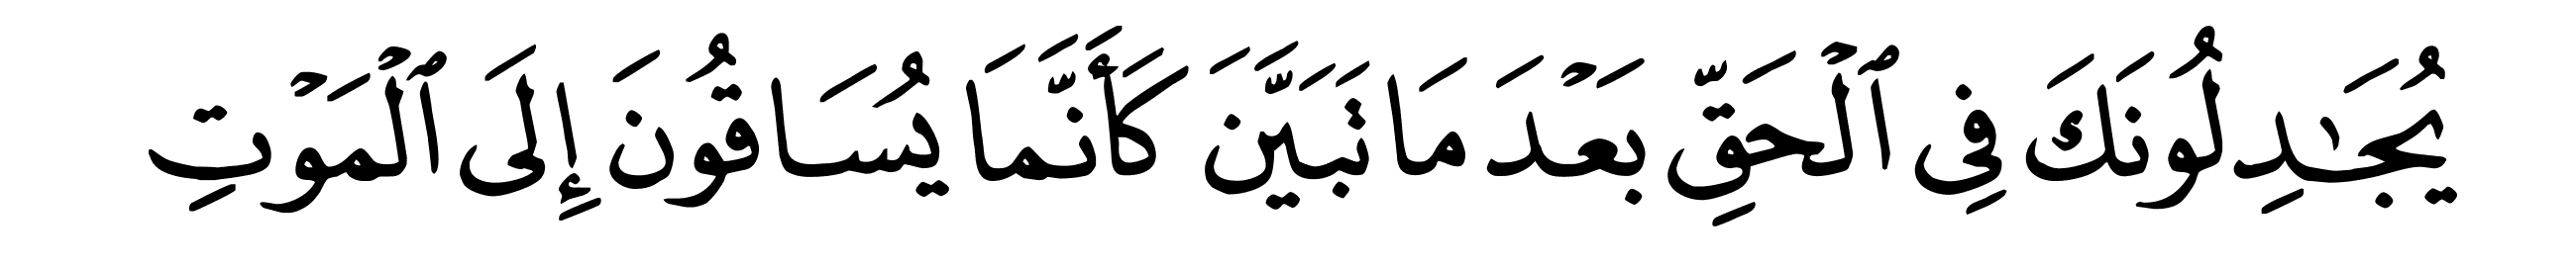 يُجَـٰدِلُونَكَ فِى ٱلْحَقِّ بَعْدَ مَا تَبَيَّنَ كَأَنَّمَا يُسَاقُونَ إِلَى ٱلْمَوْتِ